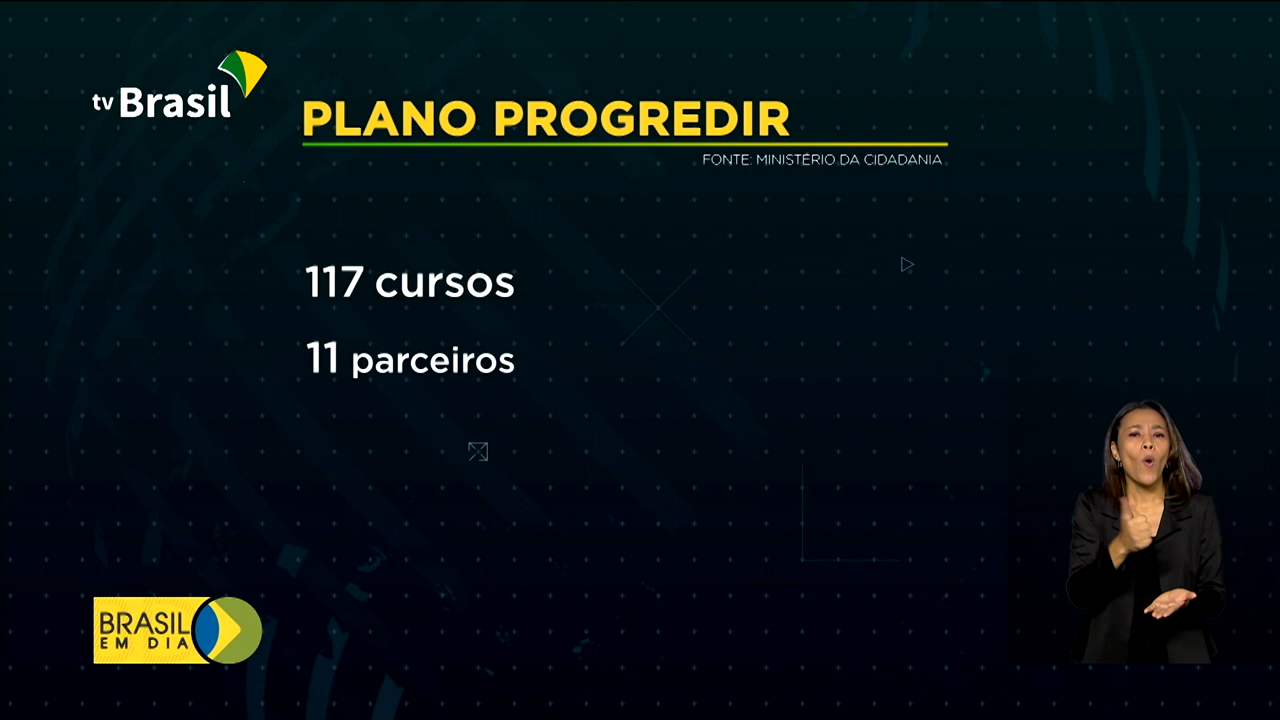 tv Brasil
PLANO PROGREDIR
FONTE: MINISTÉRIO DA CIDADANIA
117 cursos
11 parceiros
BRASIL
EM DIA